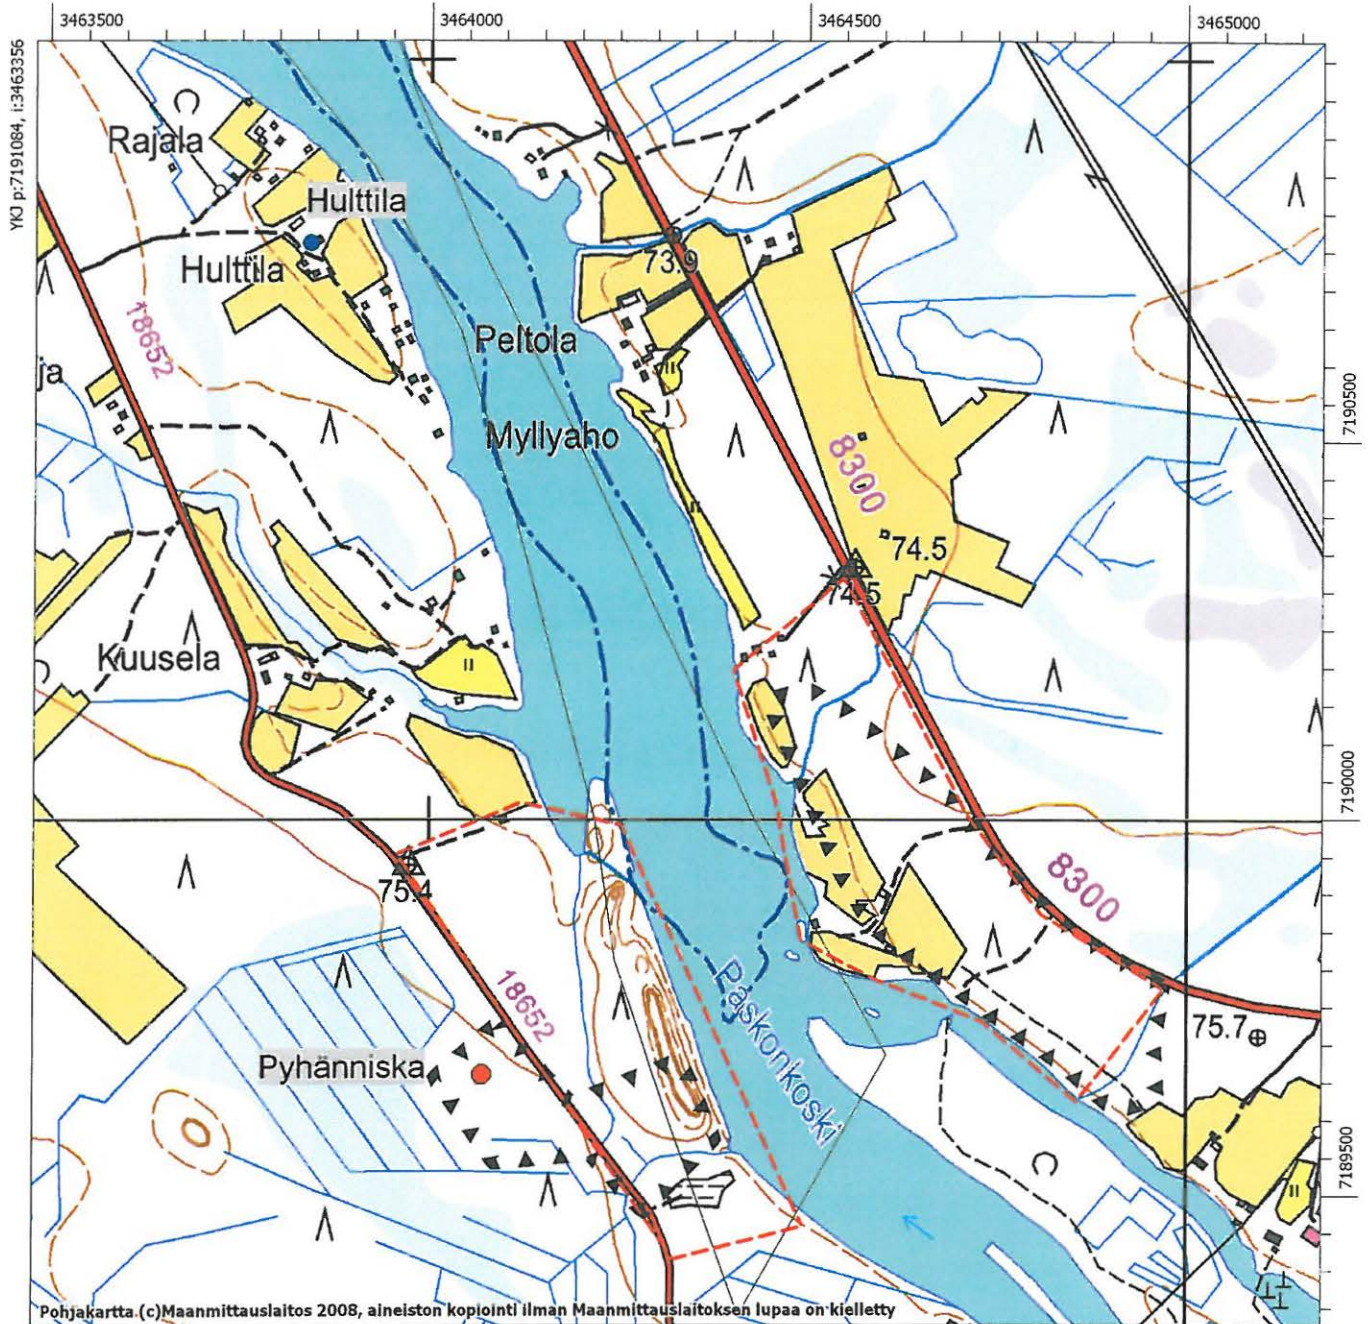 3463500
3464000
3464500
3465000
YKJ p:7191084, i:3463356
Rajala
Hulttila
Hulttila
73.9
18652
Peltola
ja
7190500
Myllyaho
8300
74.5
74.5
Kuusela
7190000
8300
75.4
Paskonkoski
18652
75.7
Pyhänniska
7189500
Pohjakartta (c)Maanmittauslaitos 2008, aineiston kopiointi ilman Maanmittauslaitoksen lupaa on kielletty